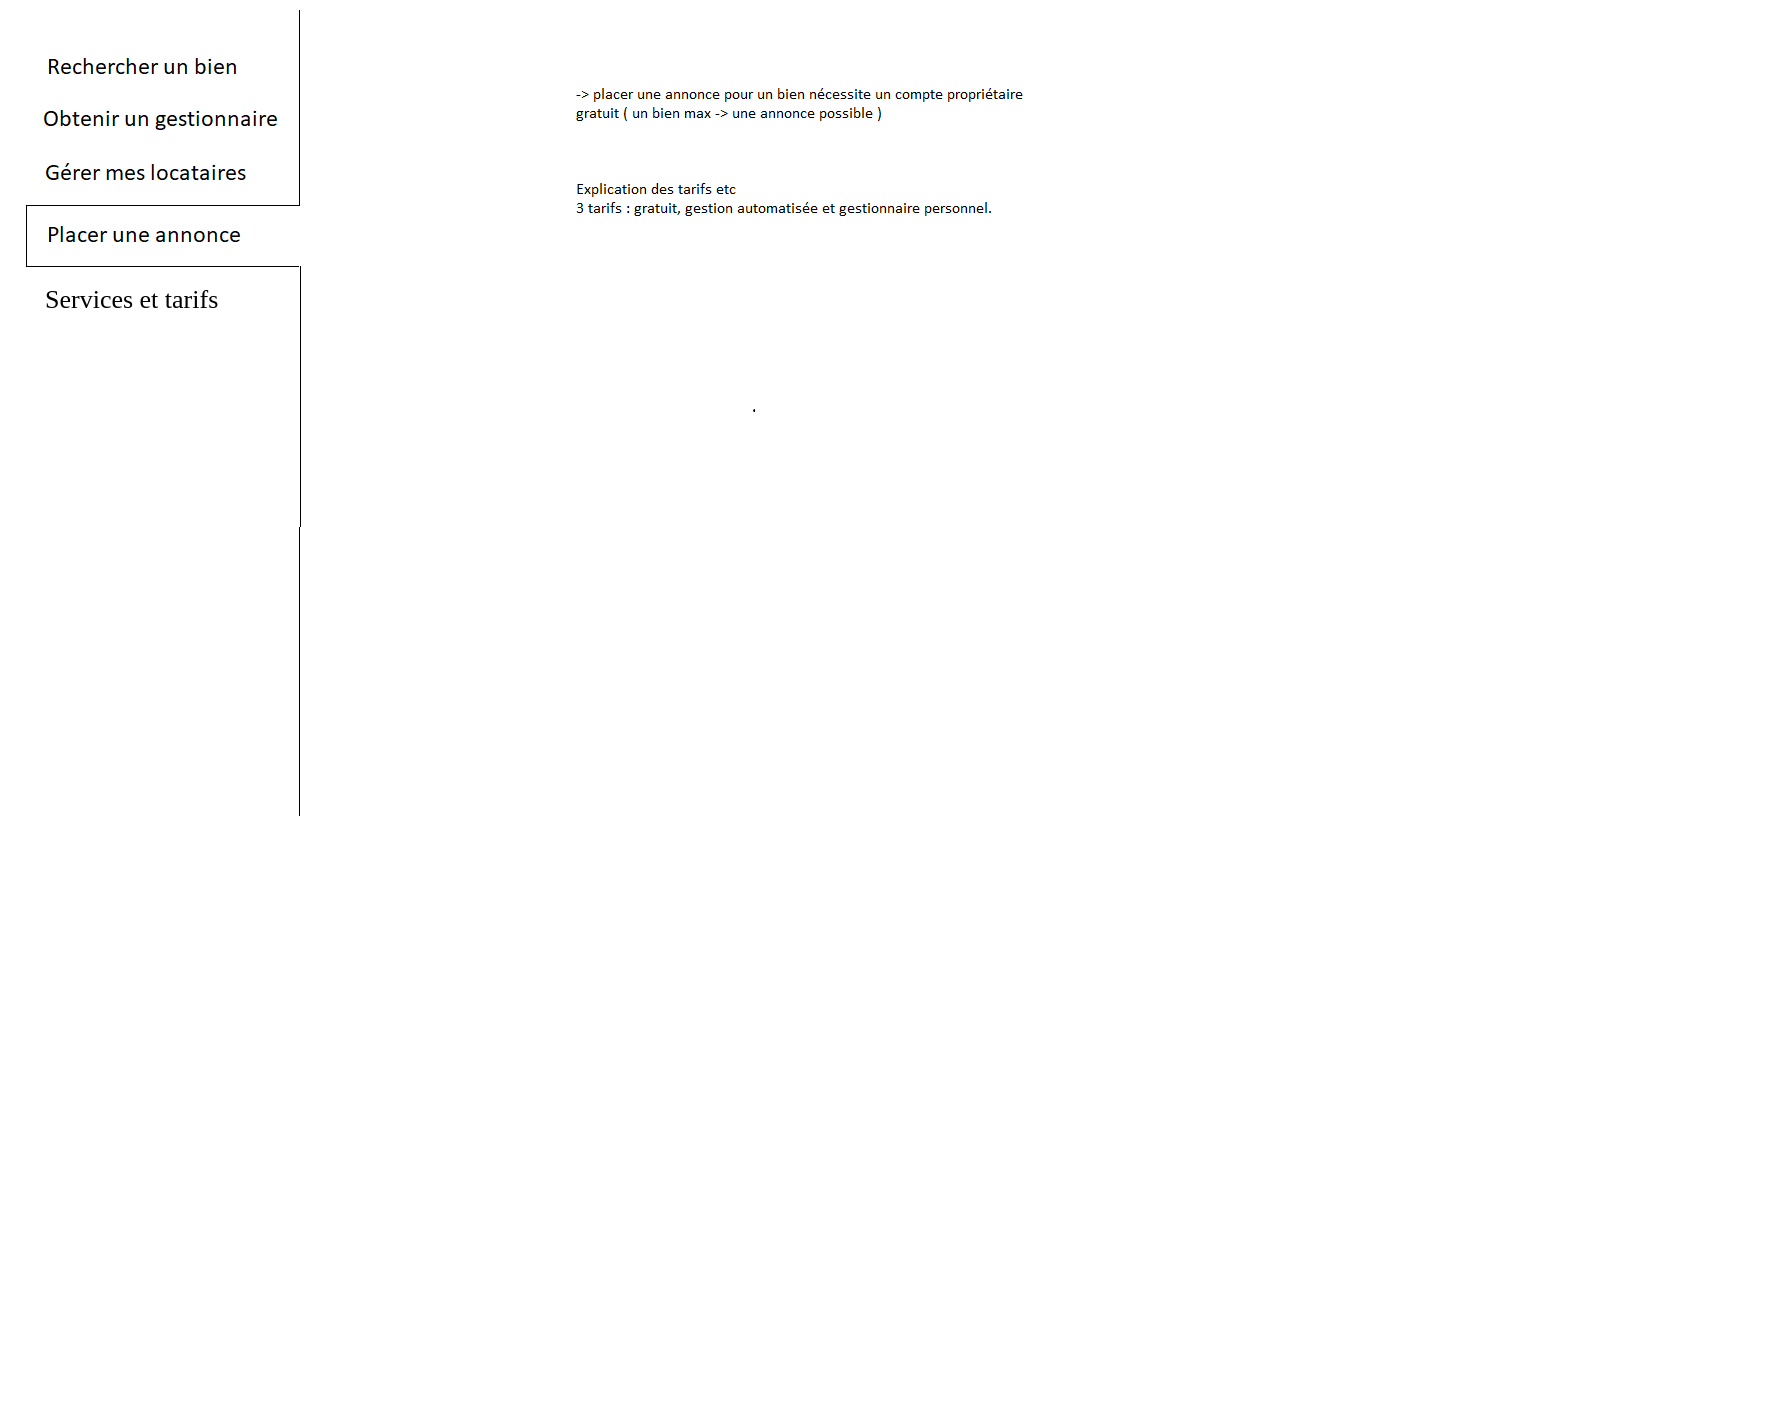 Rechercher un bien
Obtenir un gestionnaire
Gérer mes locataires
Placer une annonce
Services et tarifs
-> placer une annonce pour un bien nécessite un compte propriétaire
gratuit ( un bien max -> une annonce possible )
Explication des tarifs etc
3 tarifs : gratuit, gestion automatisée et gestionnaire personnel.